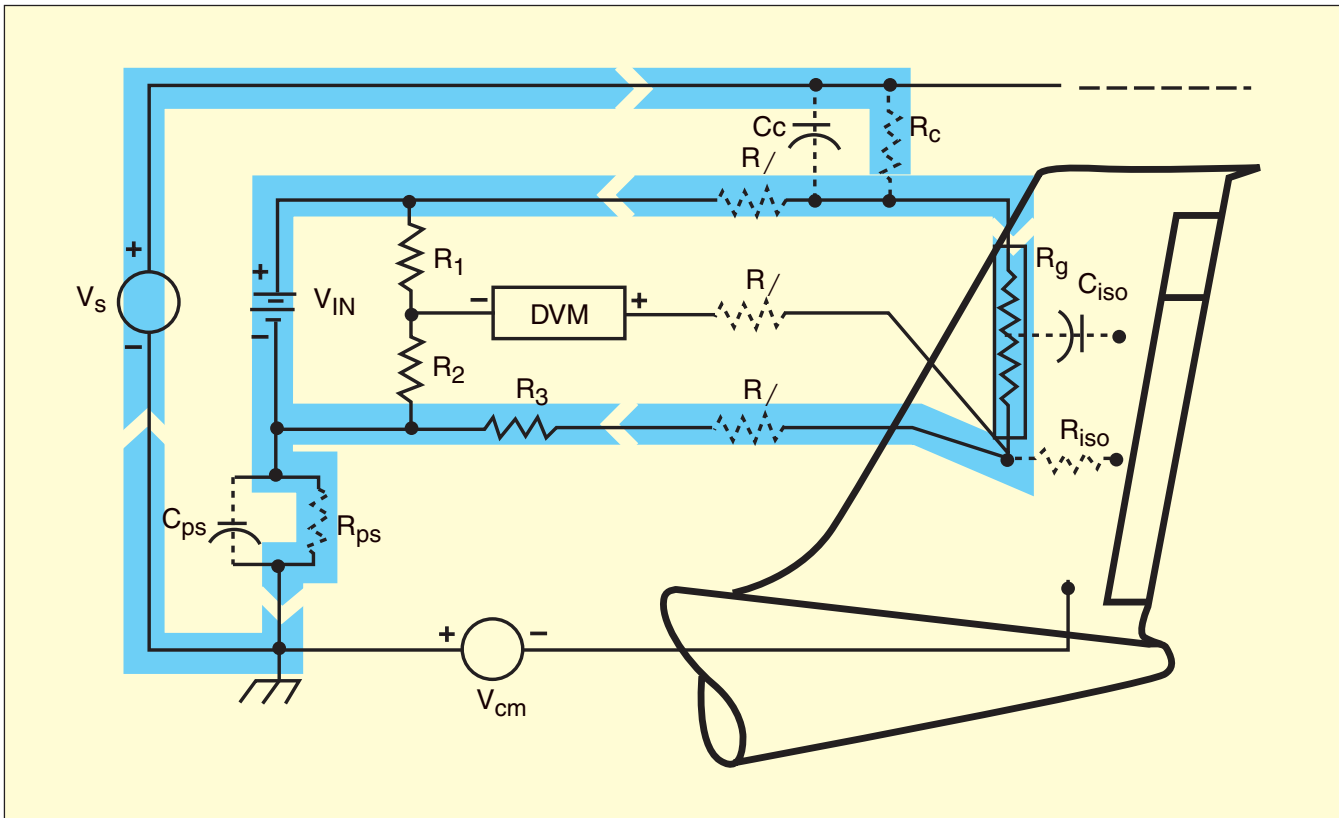 Cc
Rc
R/
Vs
+
−
+
VIN
−
R1
−
DVM
+
R/
Rg
Ciso
R2
R3
R/
Riso
Cps
Rps
+
−
Vcm